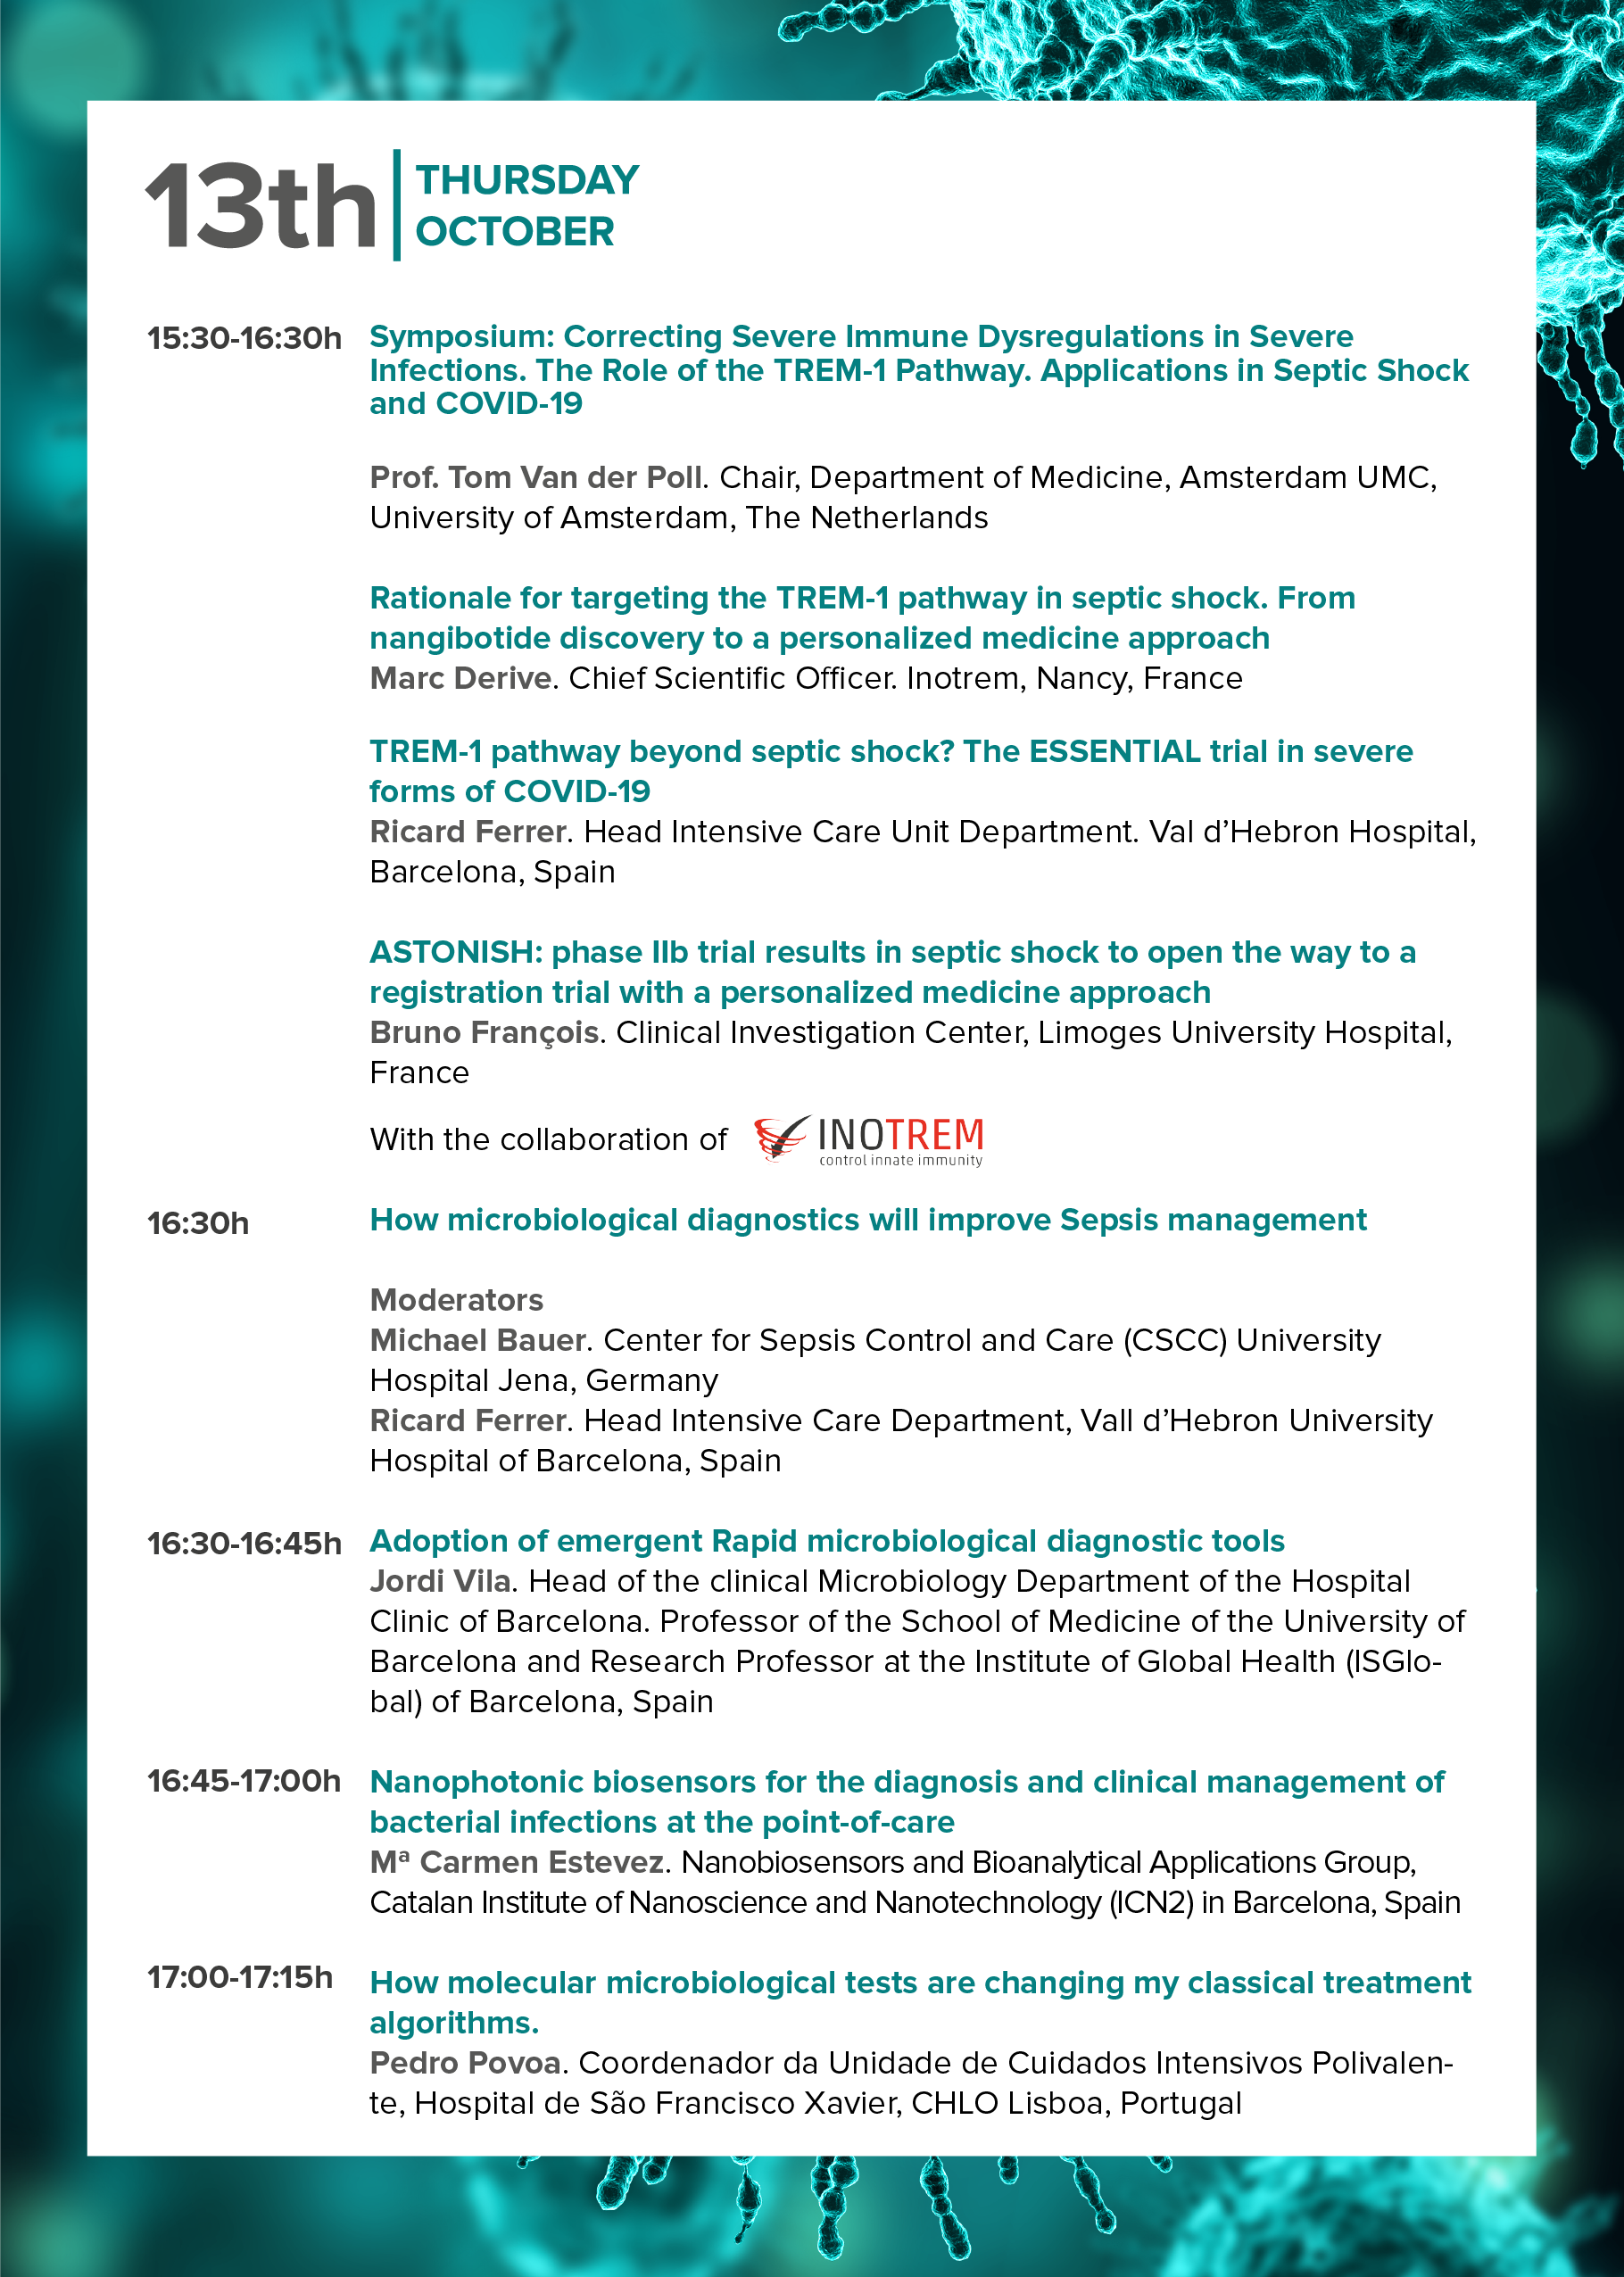 13th
THURSDAY
OCTOBER
15:30-16:30h
Symposium: Correcting Severe Immune Dysregulations in Severe
Infections. The Role of the TREM-1 Pathway. Applications in Septic Shock
and COVID-19
Prof. Tom Van der Poll. Chair, Department of Medicine, Amsterdam UMC,
University of Amsterdam, The Netherlands
Rationale for targeting the TREM-1 pathway in septic shock. From
nangibotide discovery to a personalized medicine approach
Marc Derive. Chief Scientific Officer. Inotrem, Nancy, France
TREM-1 pathway beyond septic shock? The ESSENTIAL trial in severe
forms of COVID-19
Ricard Ferrer. Head Intensive Care Unit Department. Val d’Hebron Hospital,
Barcelona, Spain
ASTONISH: phase IIb trial results in septic shock to open the way to a
registration trial with a personalized medicine approach
Bruno François. Clinical Investigation Center, Limoges University Hospital,
France
With the collaboration of
INOTREM
control innate immunity
16:30h
How microbiological diagnostics will improve Sepsis management
Moderators
Michael Bauer. Center for Sepsis Control and Care (CSCC) University
Hospital Jena, Germany
Ricard Ferrer. Head Intensive Care Department, Vall d’Hebron University
Hospital of Barcelona, Spain
16:30-16:45h
Adoption of emergent Rapid microbiological diagnostic tools
Jordi Vila. Head of the clinical Microbiology Department of the Hospital
Clinic of Barcelona. Professor of the School of Medicine of the University of
Barcelona and Research Professor at the Institute of Global Health (ISGlo-
bal) of Barcelona, Spain
16:45-17:00h
Nanophotonic biosensors for the diagnosis and clinical management of
bacterial infections at the point-of-care
Mª Carmen Estevez. Nanobiosensors and Bioanalytical Applications Group,
Catalan Institute of Nanoscience and Nanotechnology (ICN2) in Barcelona, Spain
17:00-17:15h
How molecular microbiological tests are changing my classical treatment
algorithms.
Pedro Povoa. Coordenador da Unidade de Cuidados Intensivos Polivalen-
te, Hospital de São Francisco Xavier, CHLO Lisboa, Portugal